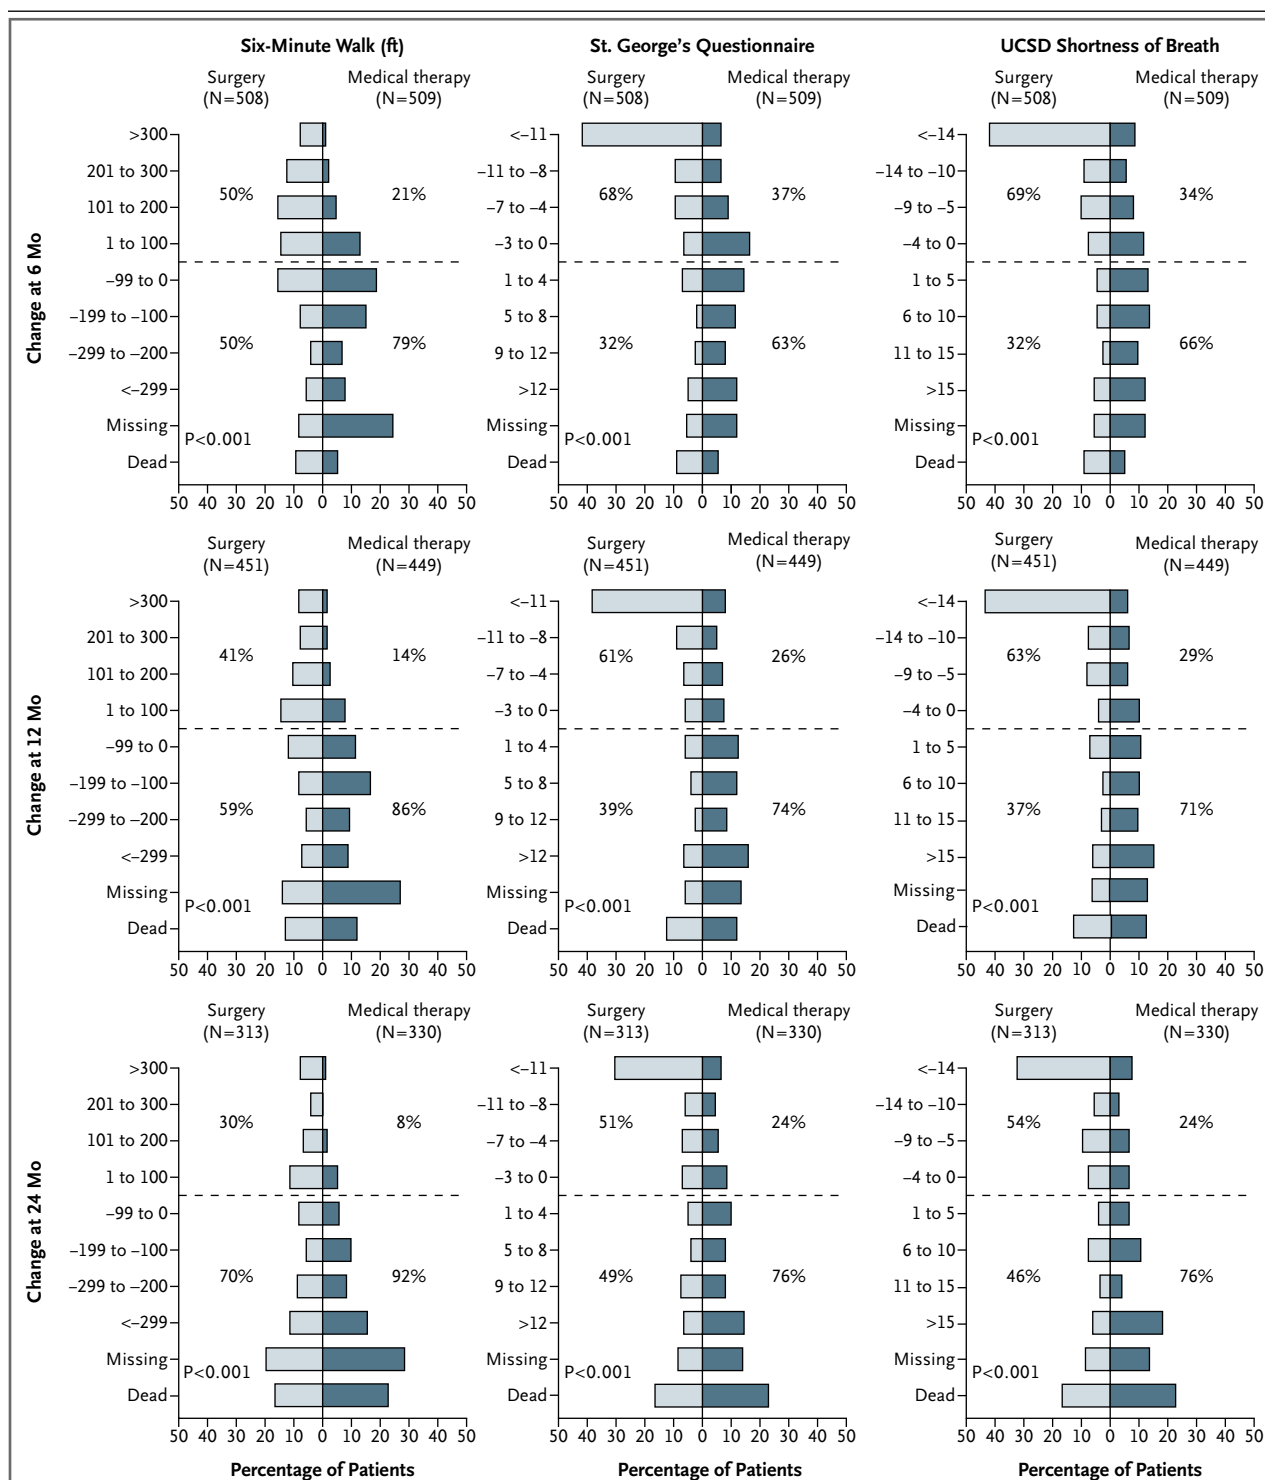 Six-Minute Walk (ft)
St. George's Questionnaire
UCSD Shortness of Breath
Change at 6 Mo
Surgery
(N=508)
Medical therapy
(N=509)
>300
201 to 300
101 to 200
1 to 100
–99 to 0
–199 to –100
–299 to –200
<–299
Missing
Dead
50%
21%
50%
79%
P<0.001
50 40 30 20 10 0 10 20 30 40 50
Surgery
(N=508)
Medical therapy
(N=509)
<–11
–11 to –8
–7 to –4
–3 to 0
1 to 4
5 to 8
9 to 12
>12
Missing
Dead
68%
37%
32%
63%
P<0.001
50 40 30 20 10 0 10 20 30 40 50
Surgery
(N=508)
Medical therapy
(N=509)
<–14
–14 to –10
–9 to –5
–4 to 0
1 to 5
6 to 10
11 to 15
>15
Missing
Dead
69%
34%
32%
66%
P<0.001
50 40 30 20 10 0 10 20 30 40 50
Change at 12 Mo
Surgery
(N=451)
Medical therapy
(N=449)
>300
201 to 300
101 to 200
1 to 100
–99 to 0
–199 to –100
–299 to –200
<–299
Missing
Dead
41%
14%
59%
86%
P<0.001
50 40 30 20 10 0 10 20 30 40 50
Surgery
(N=451)
Medical therapy
(N=449)
<–11
–11 to –8
–7 to –4
–3 to 0
1 to 4
5 to 8
9 to 12
>12
Missing
Dead
61%
26%
39%
74%
P<0.001
50 40 30 20 10 0 10 20 30 40 50
Surgery
(N=451)
Medical therapy
(N=449)
<–14
–14 to –10
–9 to –5
–4 to 0
1 to 5
6 to 10
11 to 15
>15
Missing
Dead
63%
29%
37%
71%
P<0.001
50 40 30 20 10 0 10 20 30 40 50
Change at 24 Mo
Surgery
(N=313)
Medical therapy
(N=330)
>300
201 to 300
101 to 200
1 to 100
–99 to 0
–199 to –100
–299 to –200
<–299
Missing
Dead
30%
8%
70%
92%
P<0.001
50 40 30 20 10 0 10 20 30 40 50
Percentage of Patients
Surgery
(N=313)
Medical therapy
(N=330)
<–11
–11 to –8
–7 to –4
–3 to 0
1 to 4
5 to 8
9 to 12
>12
Missing
Dead
51%
24%
49%
76%
P<0.001
50 40 30 20 10 0 10 20 30 40 50
Percentage of Patients
Surgery
(N=313)
Medical therapy
(N=330)
<–14
–14 to –10
–9 to –5
–4 to 0
1 to 5
6 to 10
11 to 15
>15
Missing
Dead
54%
24%
46%
76%
P<0.001
50 40 30 20 10 0 10 20 30 40 50
Percentage of Patients